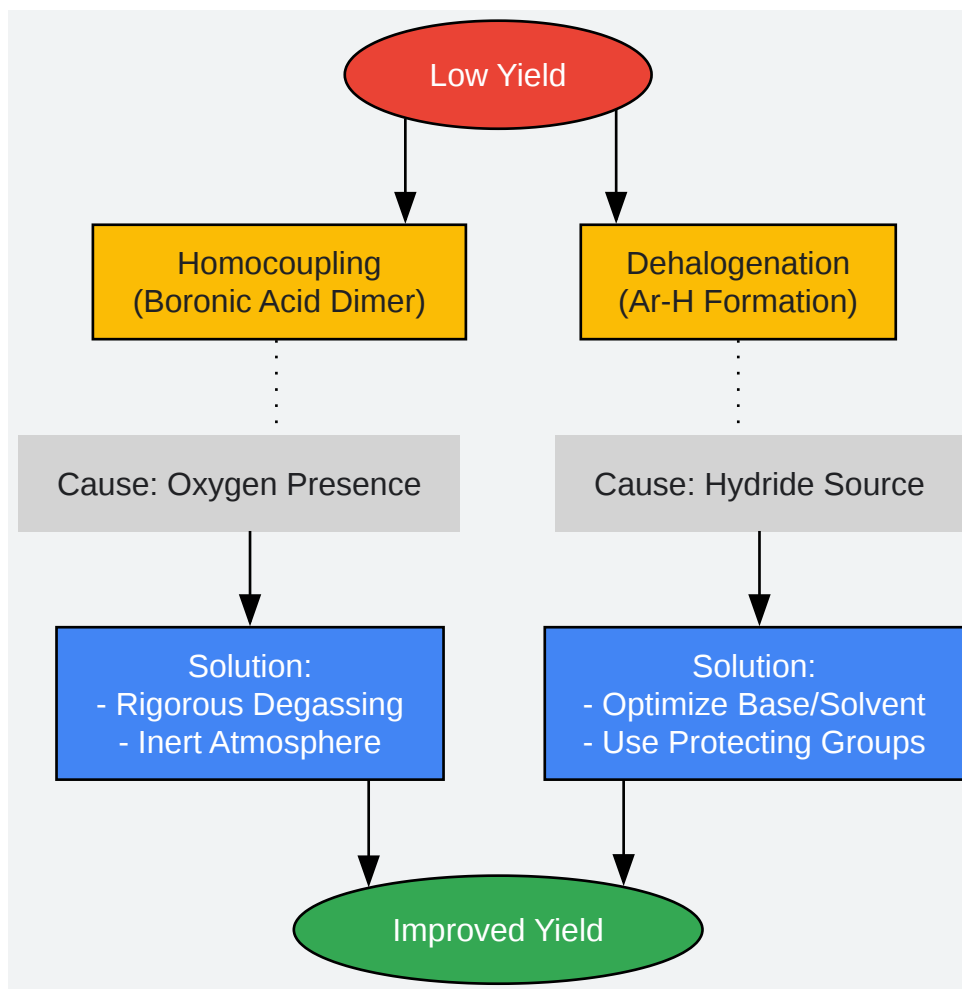 Low Yield
Homocoupling
(Boronic Acid Dimer)
Dehalogenation
(Ar-H Formation)
Cause: Oxygen Presence
Cause: Hydride Source
Solution:
- Rigorous Degassing
- Inert Atmosphere
Solution:
- Optimize Base/Solvent
- Use Protecting Groups
Improved Yield